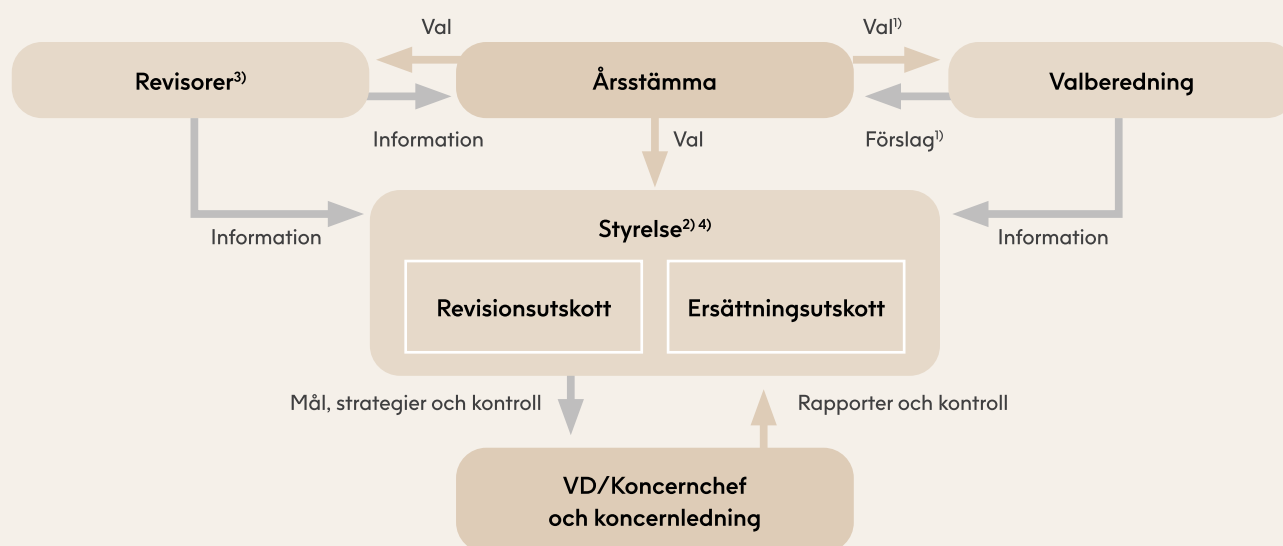 Val
Val¹⁾
Revisorer³⁾
Årsstämma
Valberedning
Information
Val
Förslag¹⁾
Information
Styrelse²⁾ ⁴⁾
Information
Revisionsutskott
Ersättningsutskott
Mål, strategier och kontroll
Rapporter och kontroll
VD/Koncernchef
och koncernledning